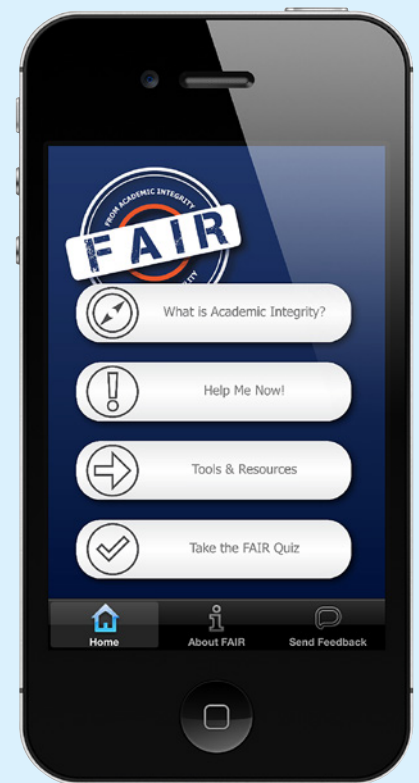 FROM ACADEMIC INTEGRITY
FAIR
What is Academic Integrity?
Help Me Now!
Tools & Resources
Take the FAIR Quiz
Home
About FAIR
Send Feedback